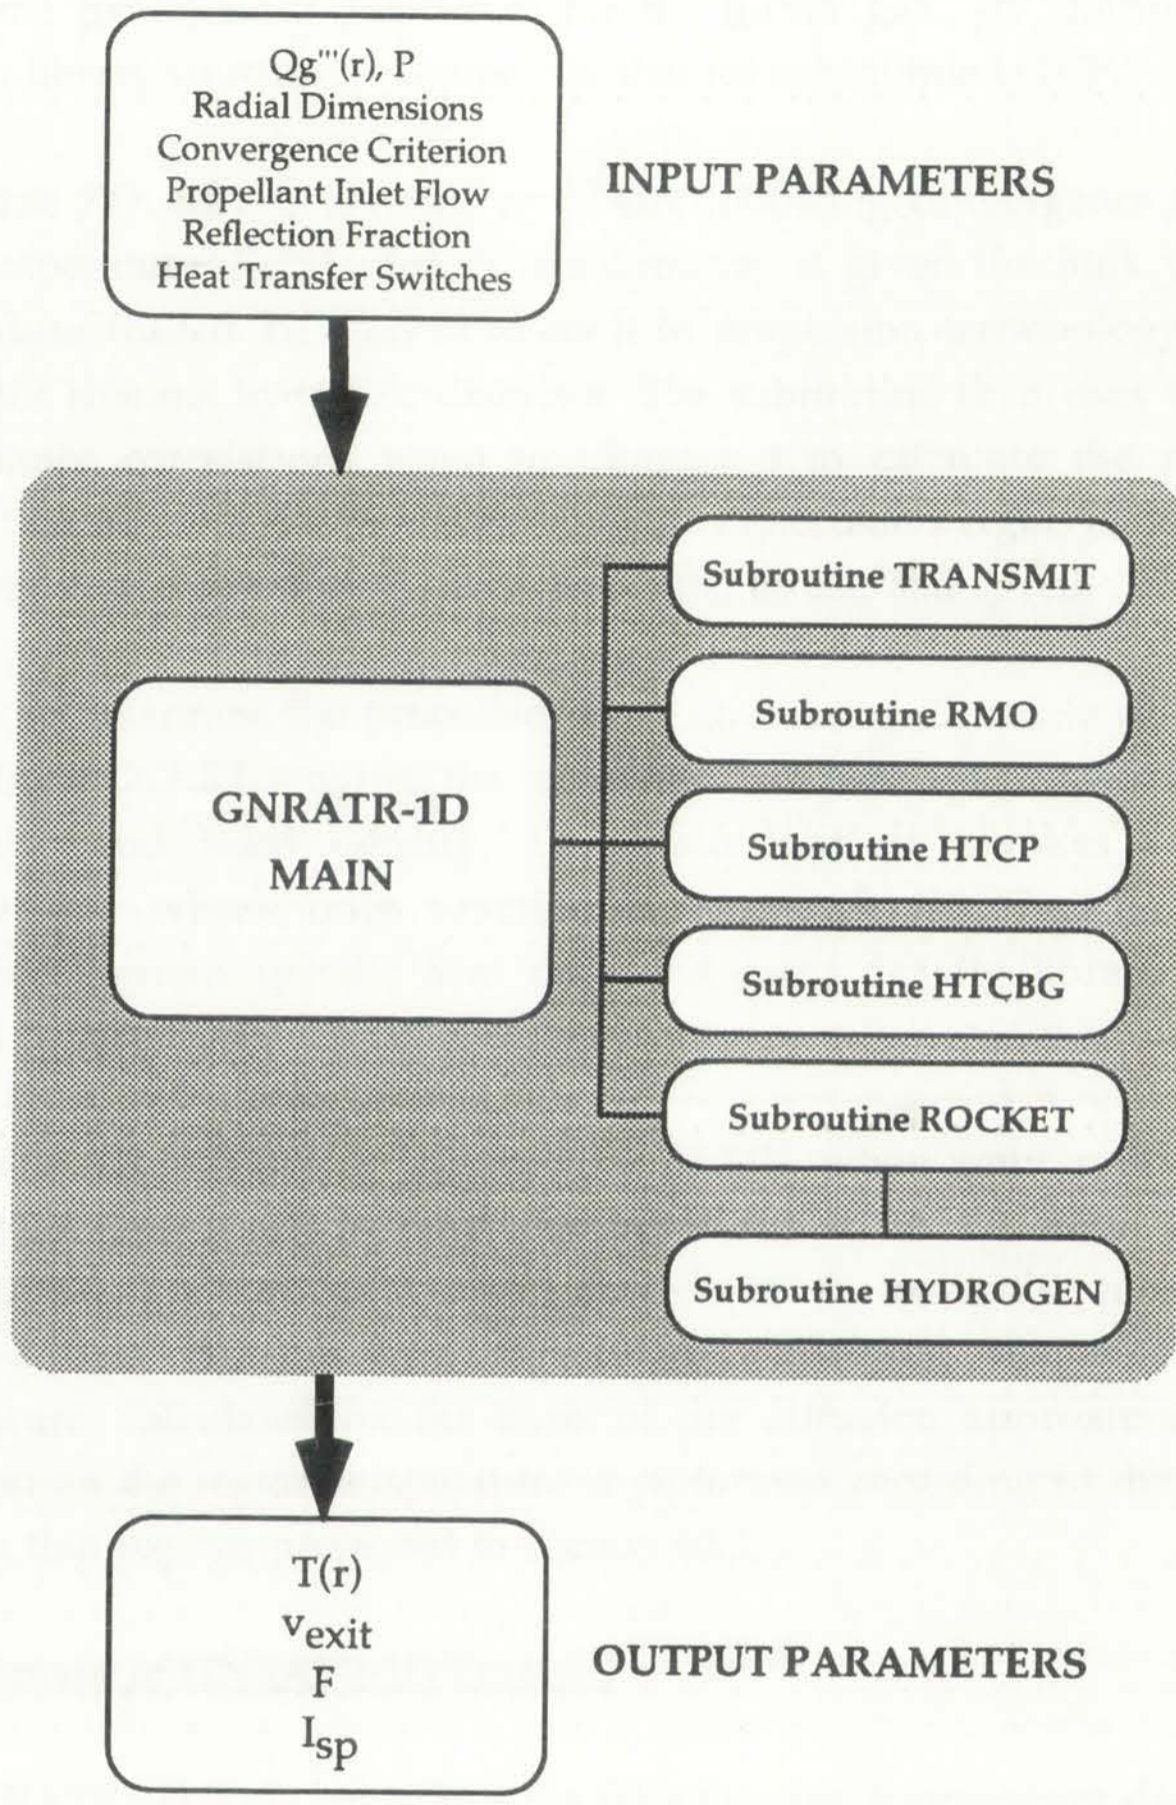 Qg'''(r), P
Radial Dimensions
Convergence Criterion
Propellant Inlet Flow
Reflection Fraction
Heat Transfer Switches
INPUT PARAMETERS
Subroutine TRANSMIT
Subroutine RMO
GNRATR-1D
MAIN
Subroutine HTCP
Subroutine HTCBG
Subroutine ROCKET
Subroutine HYDROGEN
T(r)
vexit
F
Isp
OUTPUT PARAMETERS